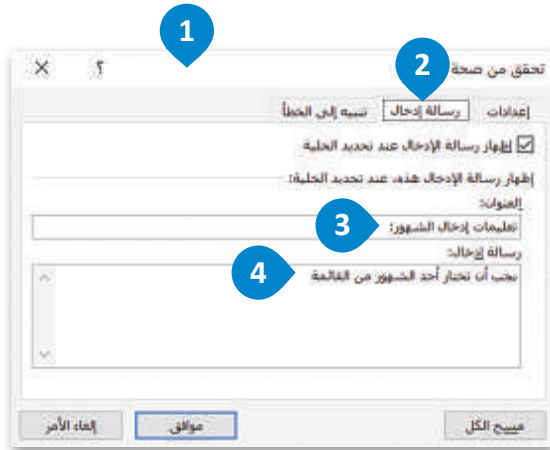 1
تحقق من صحة
2
؟
إعدادات رسالة إدخال تنبيه إلى الخطأ
إظهار رسالة الإدخال عند تحديد الخلية
إظهار رسالة الإدخال هذه، عند تحديد الخلية:
العنوان:
تعليمات إدخال الشهور:
3
رسالة إدخال:
يجب أن تختار أحد الشهور من القائمة
4
مسح الكل موافق إلغاء الأمر